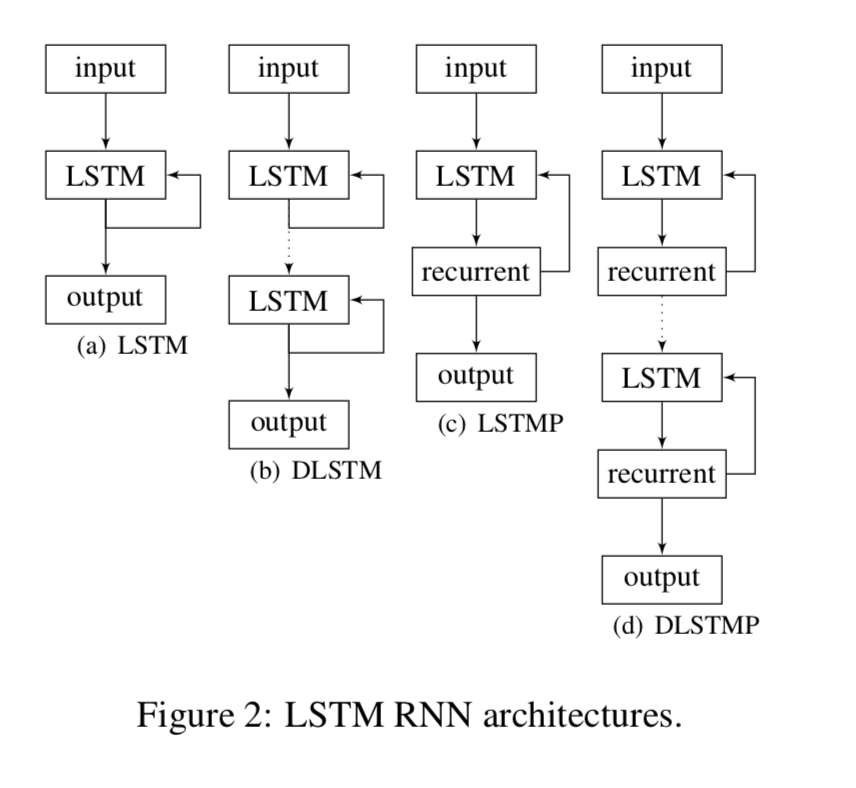 input
LSTM
output
(a) LSTM
input
LSTM
LSTM
output
(b) DLSTM
input
LSTM
recurrent
output
(c) LSTMP
input
LSTM
recurrent
LSTM
recurrent
output
(d) DLSTMP
Figure 2: LSTM RNN architectures.